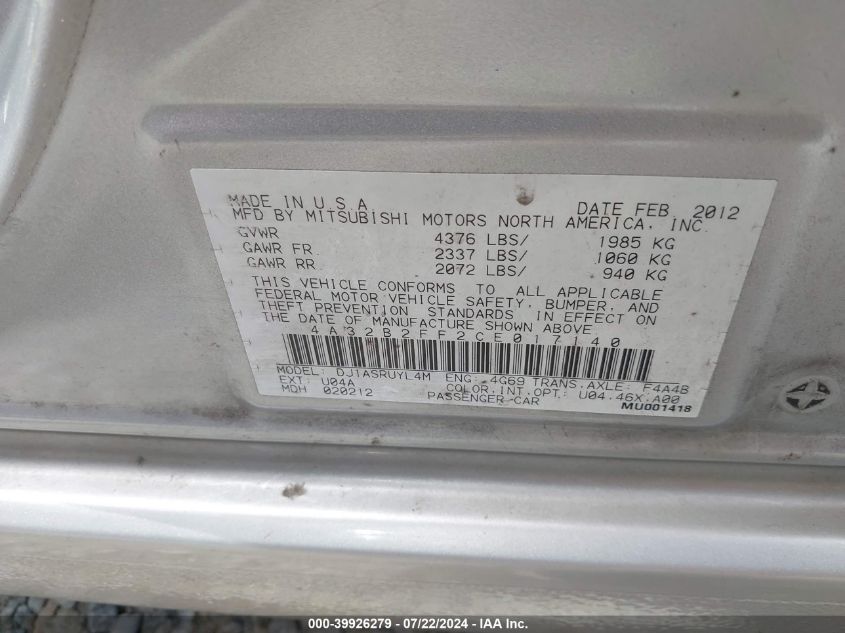 MADE IN U.S.A DATE FEB. 2012
MFD BY MITSUBISHI MOTORS NORTH AMERICA, INC.
GVWR 4376 LBS/ 1985 KG
GAWR FR 2337 LBS/ 1060 KG
GAWR RR 2072 LBS/ 940 KG
THIS VEHICLE CONFORMS TO ALL APPLICABLE
FEDERAL MOTOR VEHICLE SAFETY, BUMPER, AND
THEFT PREVENTION STANDARDS IN EFFECT ON
THE DATE OF MANUFACTURE SHOWN ABOVE.
4A32B2FF2CE017140
MODEL: DJ1ASRUYL4M ENG: 4G69 TRANS.AXLE: F4A4B
EXT: U04A COLOR.INT.OPT: U04.46X.A00
MDH 020212 PASSENGER-CAR
MU001418
000-39926279 - 07/22/2024 - IAA Inc.